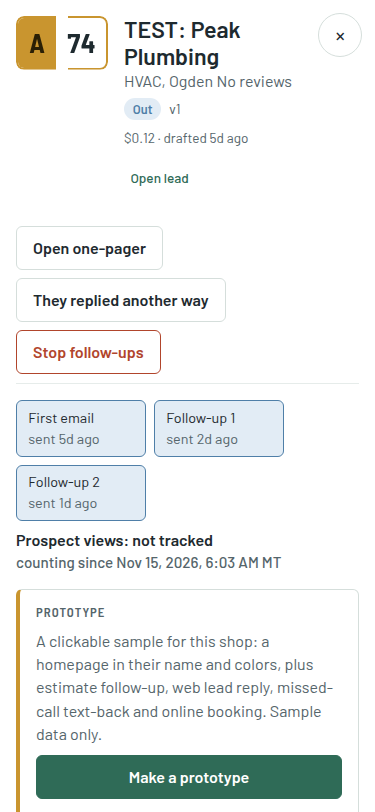 A 74
TEST: Peak
Plumbing
×
HVAC, Ogden No reviews
Out v1
$0.12 · drafted 5d ago
Open lead
Open one-pager
They replied another way
Stop follow-ups
First email
sent 5d ago
Follow-up 1
sent 2d ago
Follow-up 2
sent 1d ago
Prospect views: not tracked
counting since Nov 15, 2026, 6:03 AM MT
PROTOTYPE
A clickable sample for this shop: a
homepage in their name and colors, plus
estimate follow-up, web lead reply, missed-
call text-back and online booking. Sample
data only.
Make a prototype